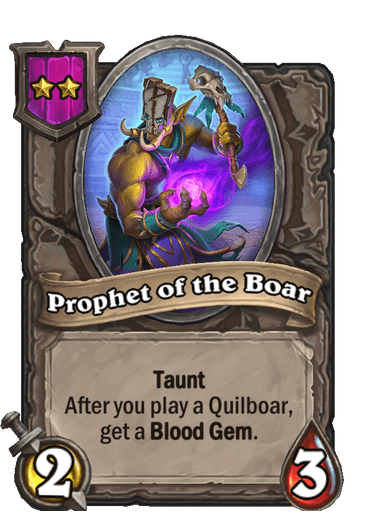 Prophet of the Boar
Taunt
After you play a Quilboar,
get a Blood Gem.
2
3